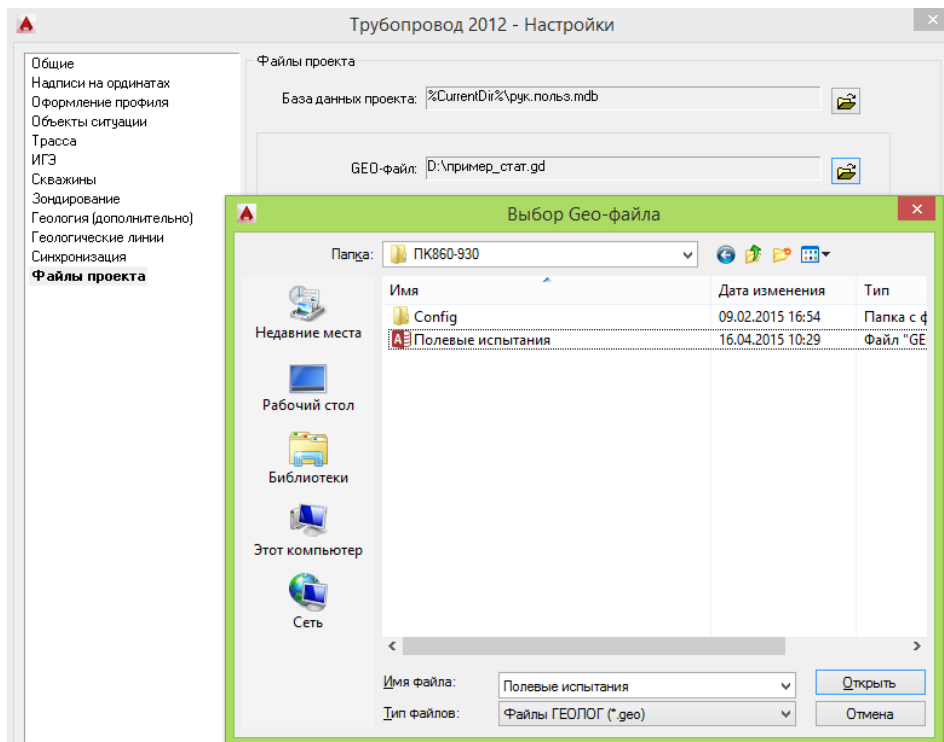 Трубопровод 2012 - Настройки
Общие
Надписи на ординатах
Оформление профиля
Объекты ситуации
Трасса
ИГЭ
Скважины
Зондирование
Геология (дополнительно)
Геологические линии
Синхронизация
Файлы проекта
Файлы проекта
База данных проекта: %CurrentDir%\рук.польз.mdb
GEO-файл: D:\пример_стат.gd
Выбор Geo-файла
Папка: ПК860-930
Имя Дата изменения Тип
Config 09.02.2015 16:54 Папка с ф
Полевые испытания 16.04.2015 10:29 Файл "GE
Недавние места
Рабочий стол
Библиотеки
Этот компьютер
Сеть
Имя файла: Полевые испытания Открыть
Тип файлов: Файлы ГЕОЛОГ (*.geo) Отмена